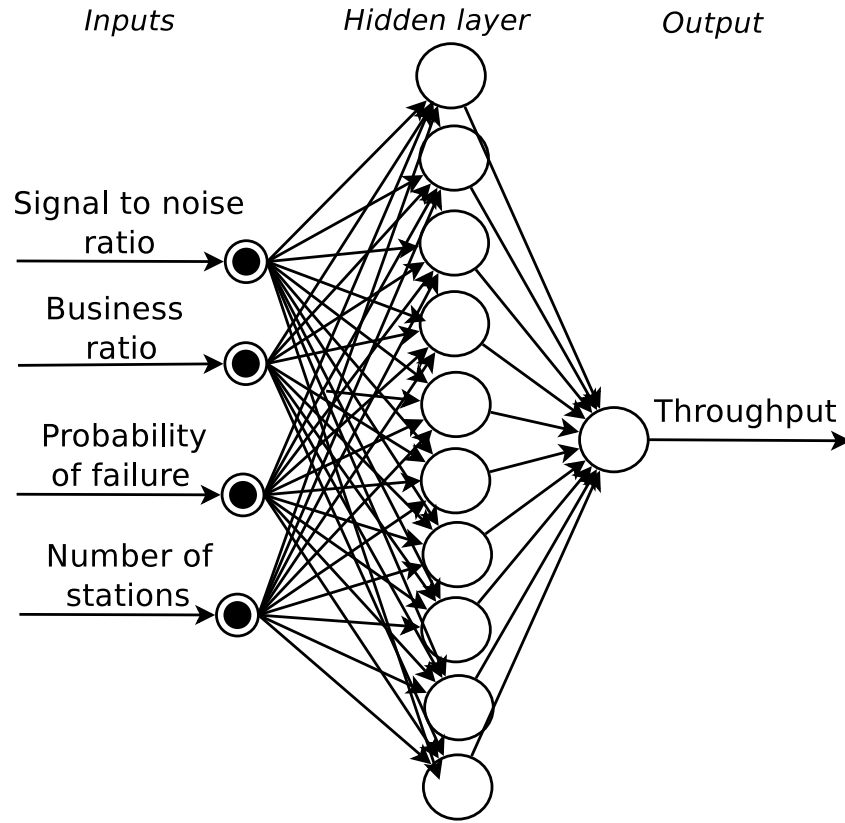 Inputs
Hidden layer
Output
Signal to noise
ratio
Business
ratio
Probability
of failure
Number of
stations
Throughput